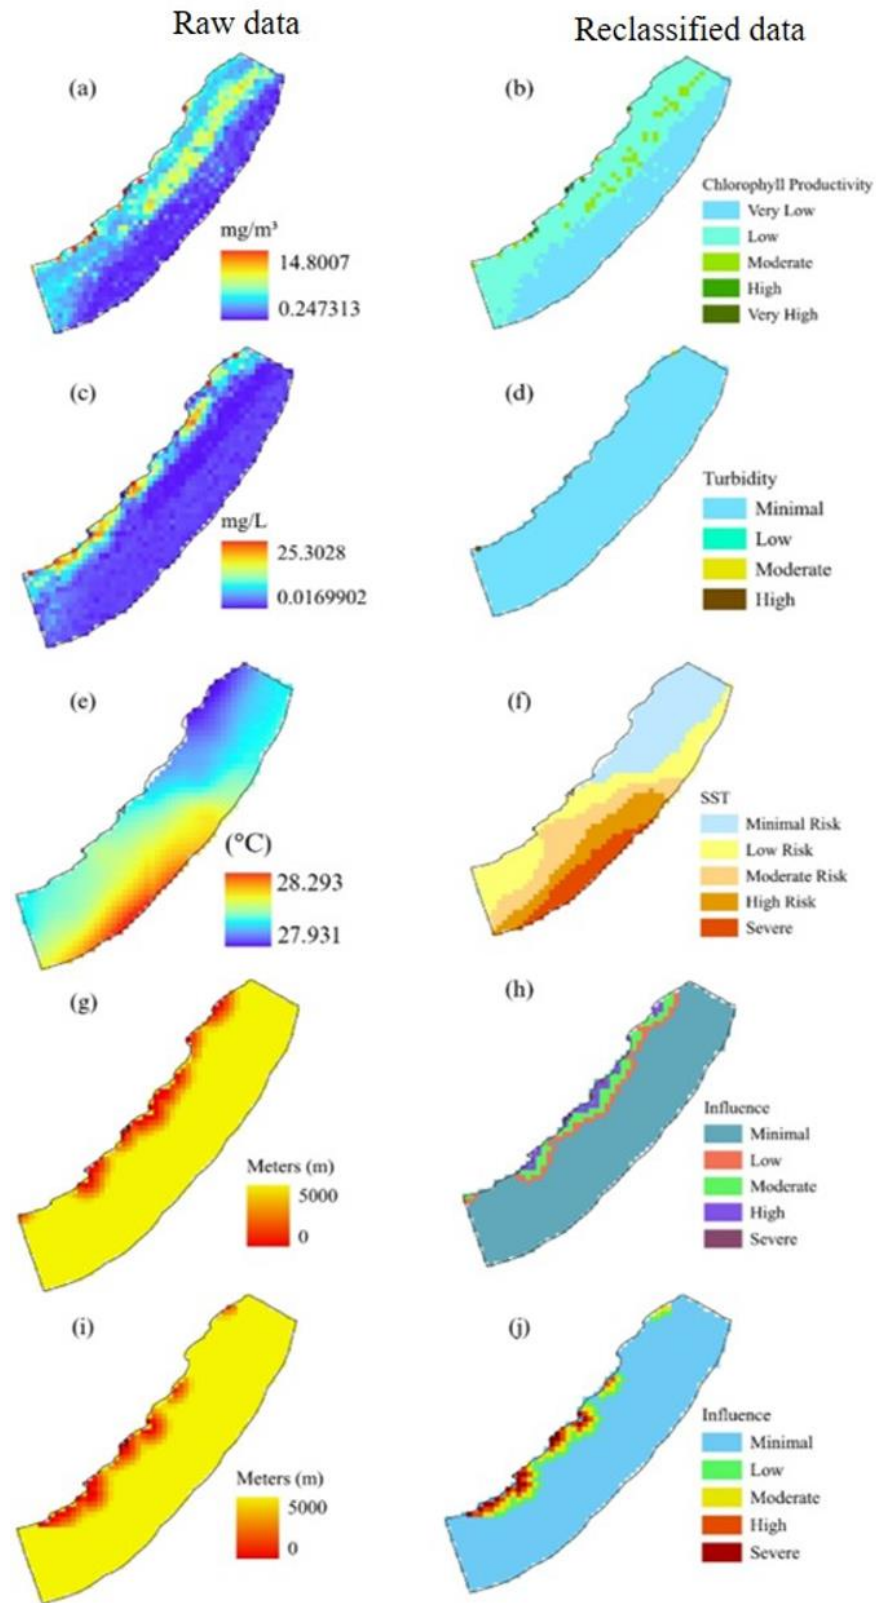 Raw data
Reclassified data
(a)
mg/m³
14.8007
0.247313
(b)
Chlorophyll Productivity
Very Low
Low
Moderate
High
Very High
(c)
mg/L
25.3028
0.0169902
(d)
Turbidity
Minimal
Low
Moderate
High
(e)
(°C)
28.293
27.931
(f)
SST
Minimal Risk
Low Risk
Moderate Risk
High Risk
Severe
(g)
Meters (m)
5000
0
(h)
Influence
Minimal
Low
Moderate
High
Severe
(i)
Meters (m)
5000
0
(j)
Influence
Minimal
Low
Moderate
High
Severe